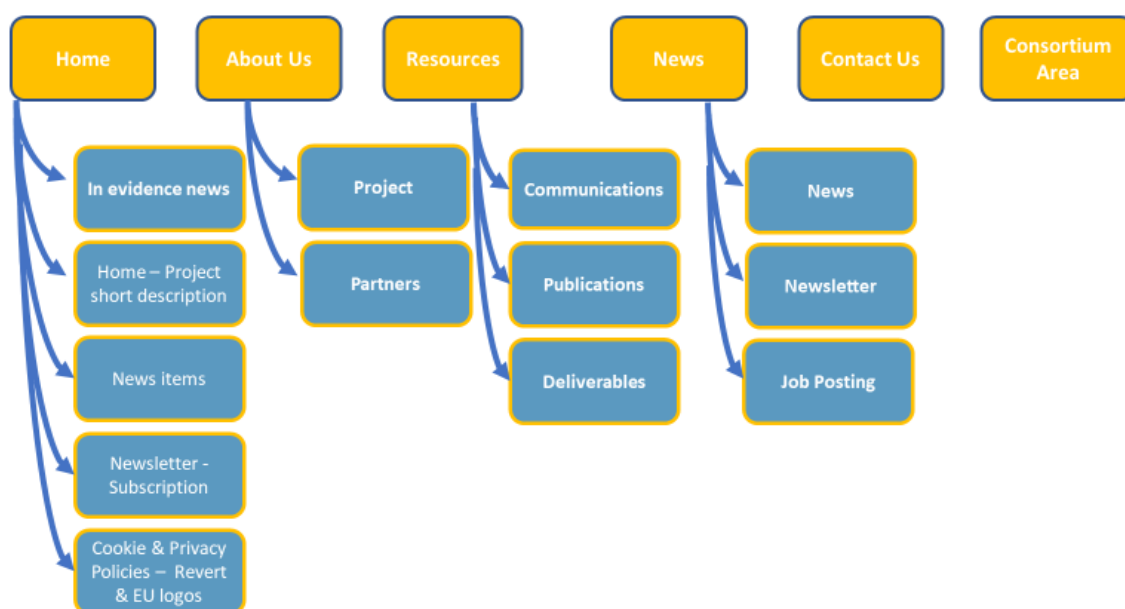 Home
About Us
Resources
News
Contact Us
Consortium
Area
In evidence news
Home – Project
short description
News items
Newsletter -
Subscription
Cookie & Privacy
Policies – Revert
& EU logos
Project
Partners
Communications
Publications
Deliverables
News
Newsletter
Job Posting